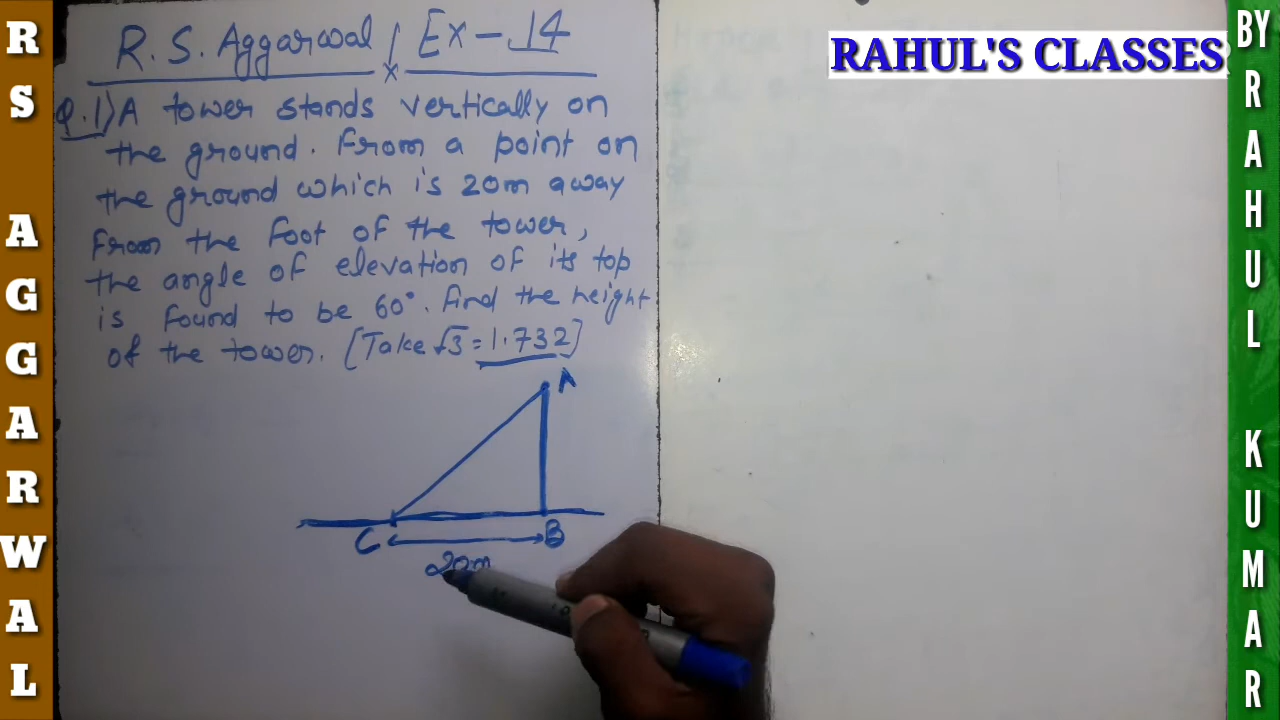 RS AGGARWAL
R. S. Aggarwal / Ex - 14
x
Q.1) A tower stands vertically on
the ground. From a point on
the ground which is 20m away
from the foot of the tower,
the angle of elevation of its top
is found to be 60°. Find the height
of the tower. [Take √3 = 1.732]
A
C
B
20m
RAHUL'S CLASSES
BY RAHUL KUMAR